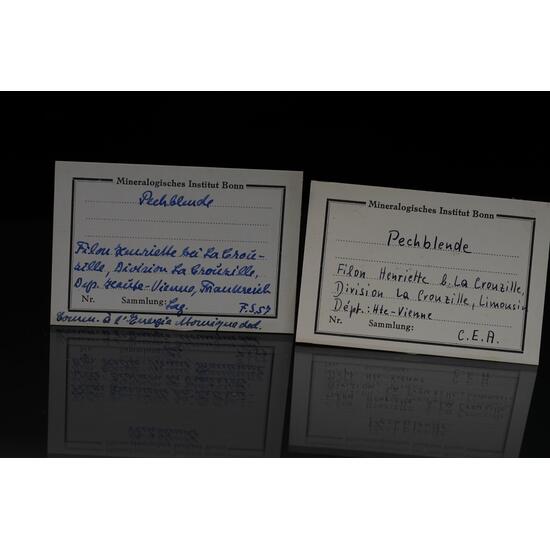 Mineralogisches Institut Bonn
Pechblende
Filon Henriette bei La Crou-
zille, Division La Crouzille,
Dep. Haute-Vienne, Frankreich
Nr. Sammlung:
F.S.57
Comm. à l'Energie Atomique ded.
Mineralogisches Institut Bonn
Pechblende
Filon Henriette b. La Crouzille,
Division La Crouzille, Limousin
Dépt.: Hte-Vienne
Nr. Sammlung:
C.E.A.